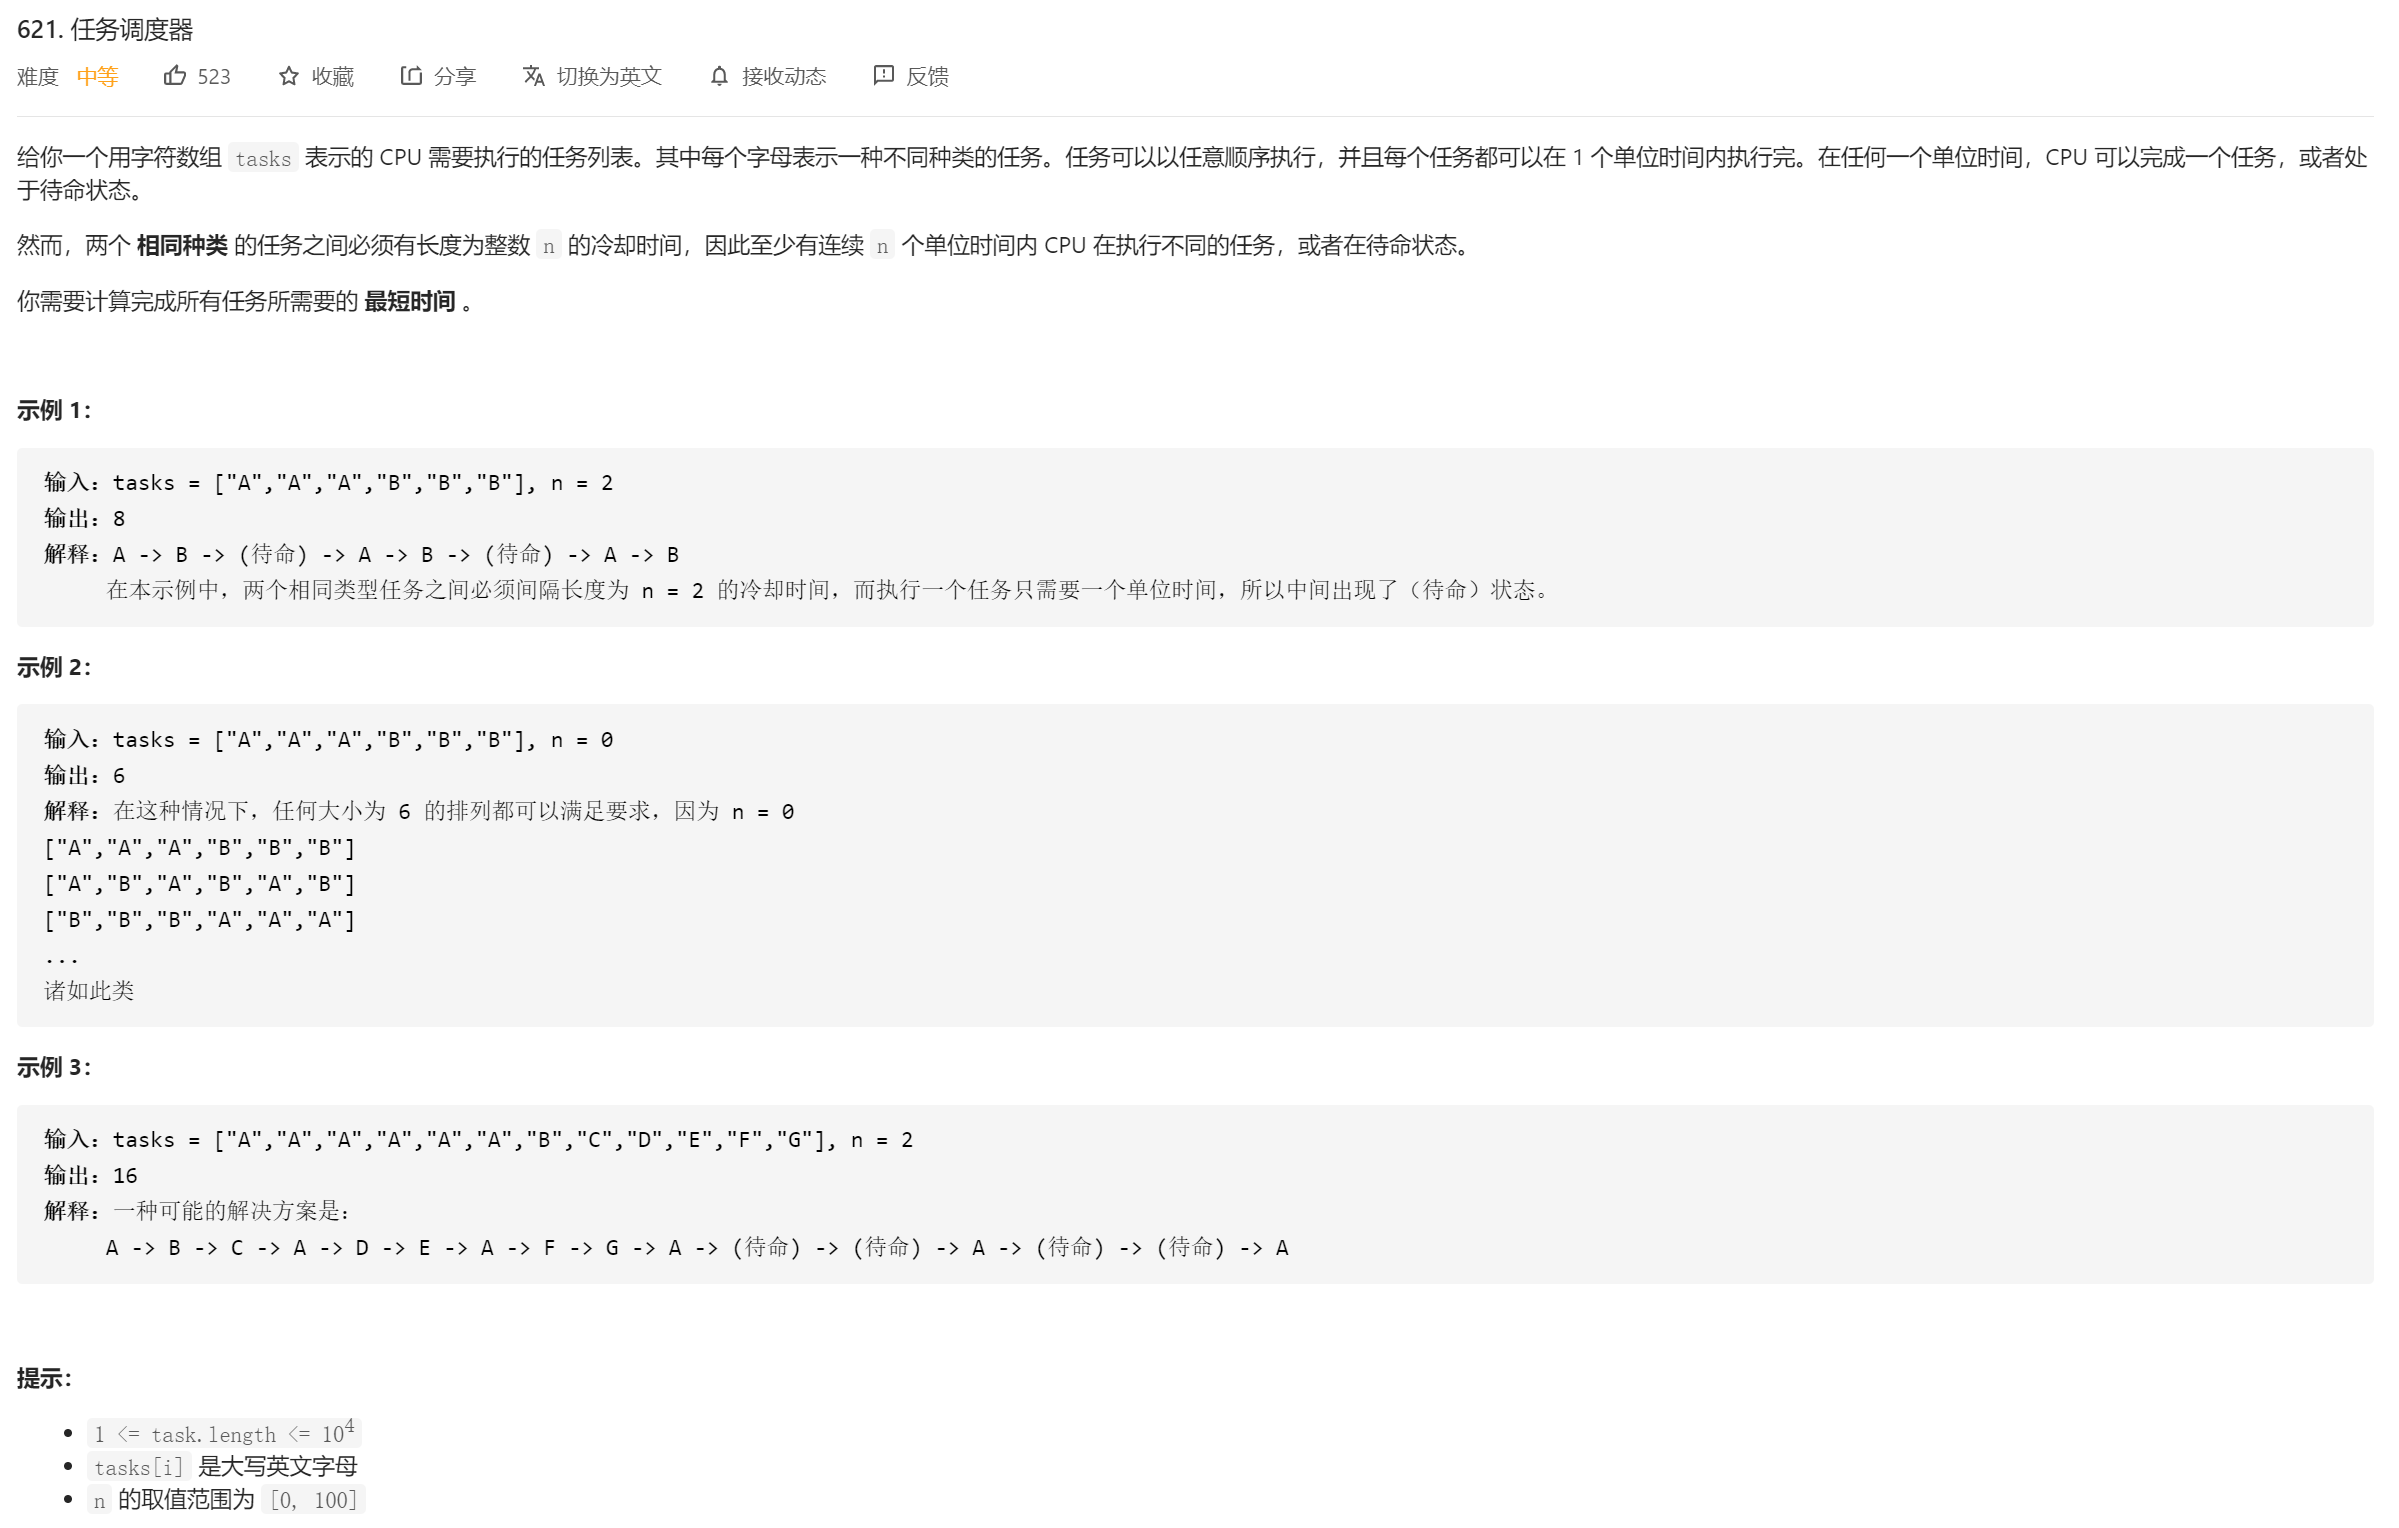 621. 任务调度器
难度 中等 523 收藏 分享 切换为英文 接收动态 反馈
给你一个用字符数组 tasks 表示的 CPU 需要执行的任务列表。其中每个字母表示一种不同种类的任务。任务可以以任意顺序执行，并且每个任务都可以在 1 个单位时间内执行完。在任何一个单位时间，CPU 可以完成一个任务，或者处
于待命状态。
然而，两个 相同种类 的任务之间必须有长度为整数 n 的冷却时间，因此至少有连续 n 个单位时间内 CPU 在执行不同的任务，或者在待命状态。
你需要计算完成所有任务所需要的 最短时间 。
示例 1：
输入：tasks = ["A","A","A","B","B","B"], n = 2
输出：8
解释：A -> B -> (待命) -> A -> B -> (待命) -> A -> B
在本示例中，两个相同类型任务之间必须间隔长度为 n = 2 的冷却时间，而执行一个任务只需要一个单位时间，所以中间出现了（待命）状态。
示例 2：
输入：tasks = ["A","A","A","B","B","B"], n = 0
输出：6
解释：在这种情况下，任何大小为 6 的排列都可以满足要求，因为 n = 0
["A","A","A","B","B","B"]
["A","B","A","B","A","B"]
["B","B","B","A","A","A"]
...
诸如此类
示例 3：
输入：tasks = ["A","A","A","A","A","A","B","C","D","E","F","G"], n = 2
输出：16
解释：一种可能的解决方案是：
A -> B -> C -> A -> D -> E -> A -> F -> G -> A -> (待命) -> (待命) -> A -> (待命) -> (待命) -> A
提示：
• 1 <= task.length <= 10⁴
• tasks[i] 是大写英文字母
• n 的取值范围为 [0, 100]